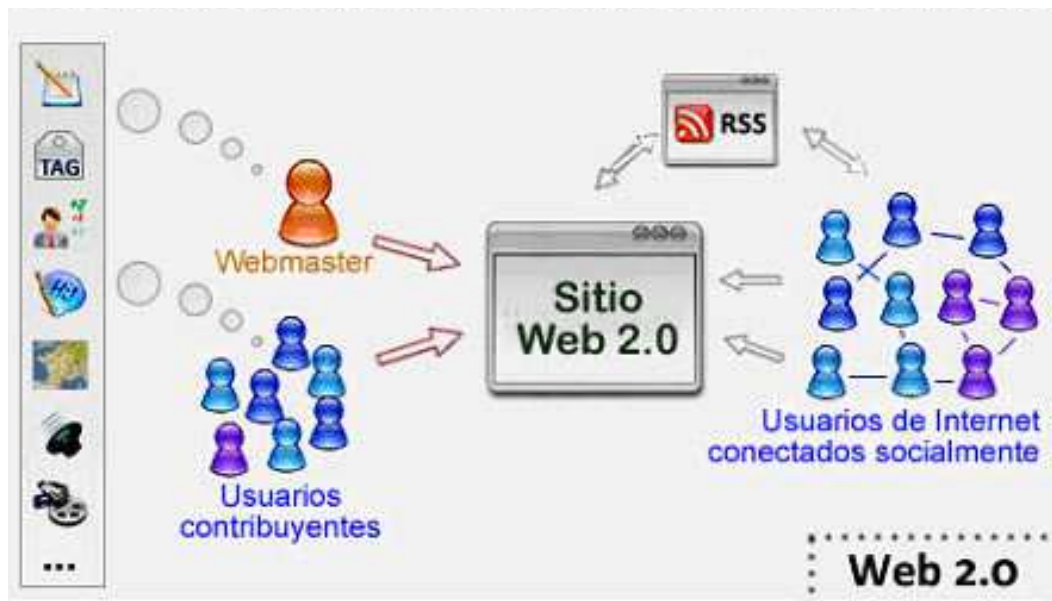 TAG
Webmaster
Usuarios
contribuyentes
RSS
Sitio
Web 2.0
Usuarios de Internet
conectados socialmente
...
Web 2.0